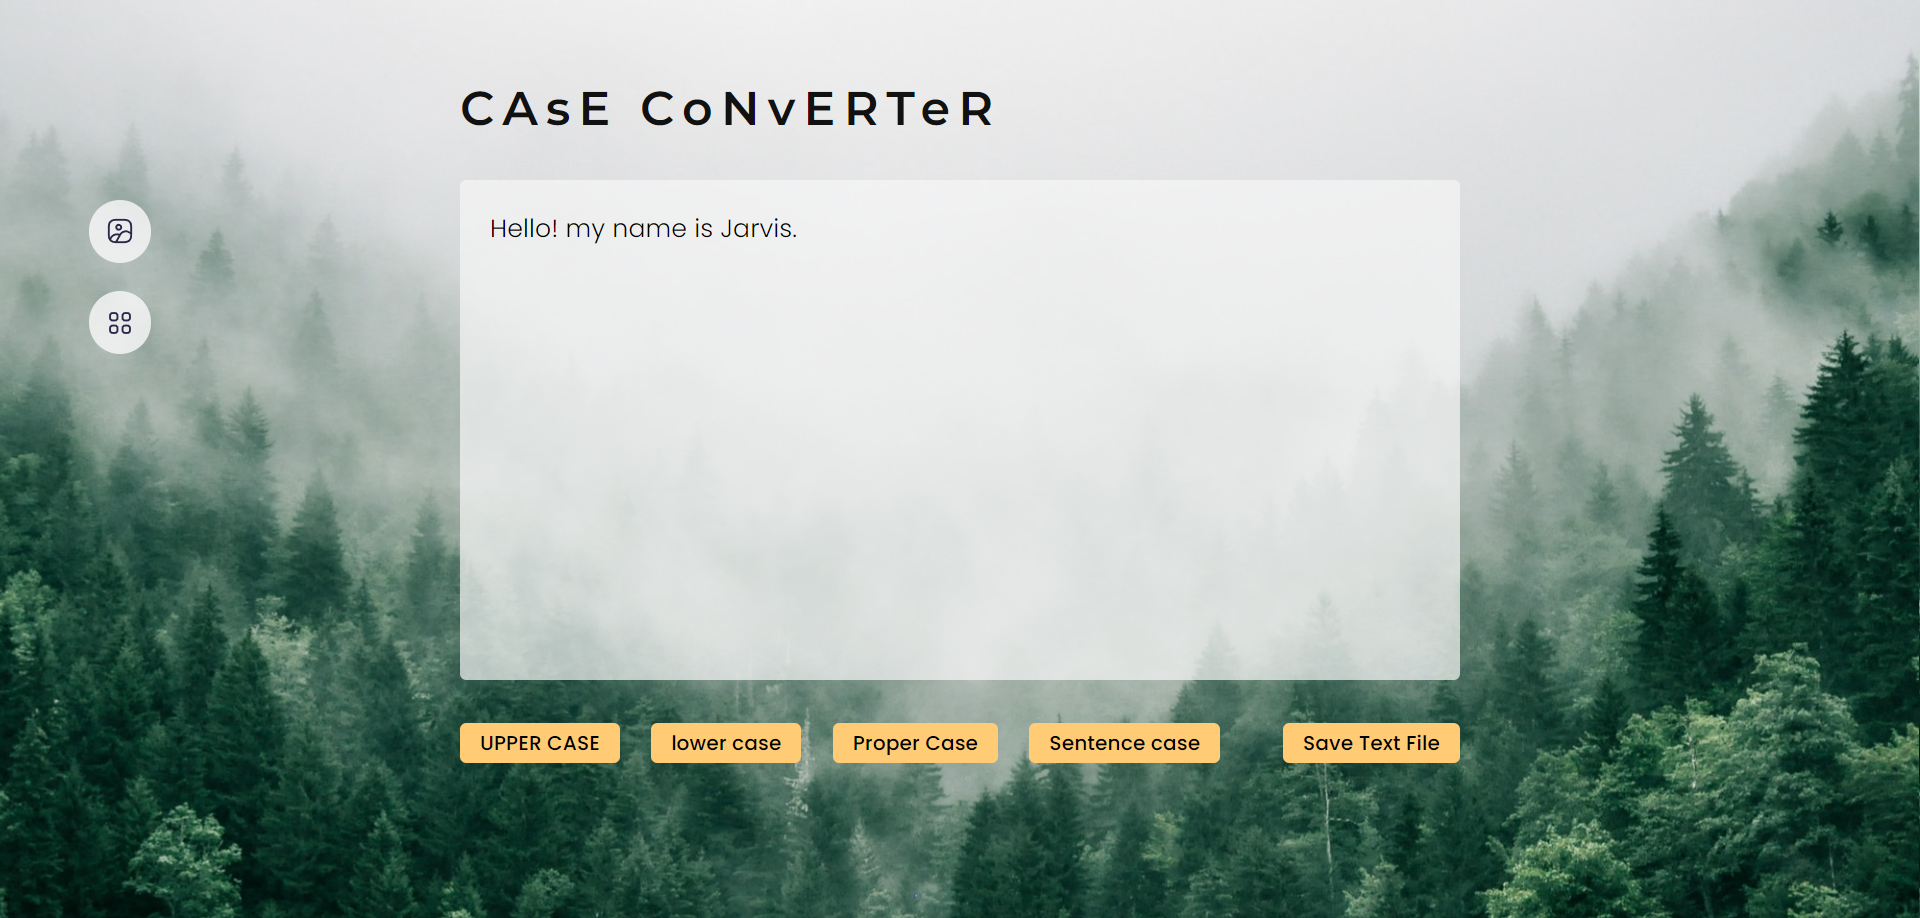 CAsE CoNvERTeR
Hello! my name is Jarvis.
UPPER CASE
lower case
Proper Case
Sentence case
Save Text File